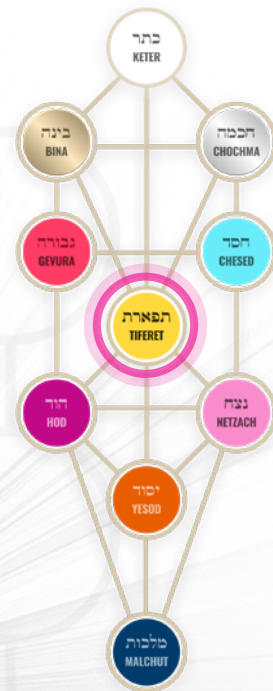 כתר
KETER
בינה
BINA
חכמה
CHOCHMA
גבורה
GEVURA
חסד
CHESED
תפארת
TIFERET
הוד
HOD
נצח
NETZACH
יסוד
YESOD
מלכות
MALCHUT